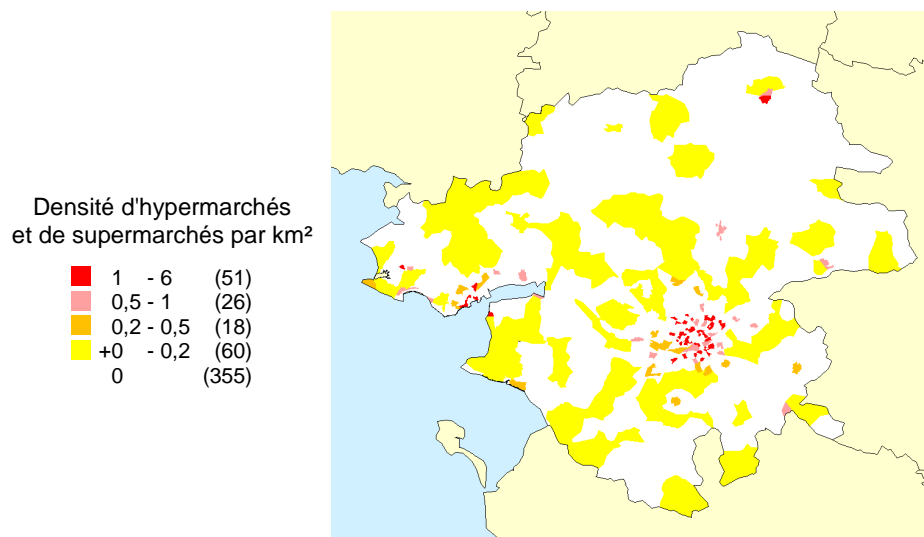 Densité d'hypermarchés
et de supermarchés par km²
1 - 6 (51)
0,5 - 1 (26)
0,2 - 0,5 (18)
+0 - 0,2 (60)
0 (355)